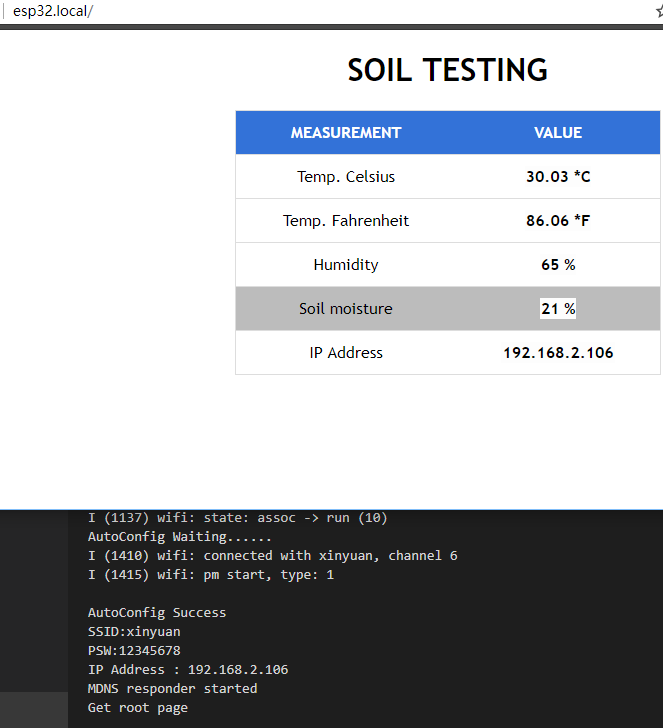 esp32.local/
SOIL TESTING
MEASUREMENT VALUE
Temp. Celsius 30.03 *C
Temp. Fahrenheit 86.06 *F
Humidity 65 %
Soil moisture 21 %
IP Address 192.168.2.106
I (1137) wifi: state: assoc -> run (10)
AutoConfig Waiting......
I (1410) wifi: connected with xinyuan, channel 6
I (1415) wifi: pm start, type: 1
AutoConfig Success
SSID:xinyuan
PSW:12345678
IP Address : 192.168.2.106
MDNS responder started
Get root page